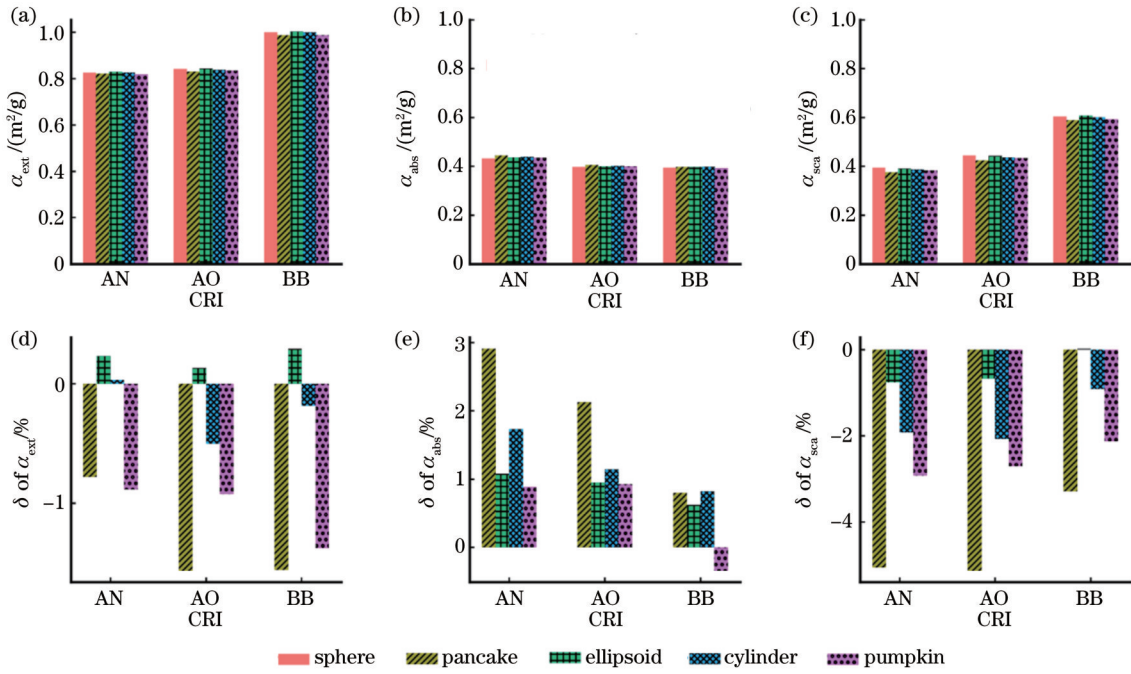 (a)
α_ext /(m²/g)
1.0
0.8
0.6
0.4
0.2
0
AN AO BB
CRI
(b)
α_abs /(m²/g)
1.0
0.8
0.6
0.4
0.2
0
AN AO BB
CRI
(c)
α_sca /(m²/g)
1.0
0.8
0.6
0.4
0.2
0
AN AO BB
CRI
(d)
δ of α_ext/%
0
−1
AN AO BB
CRI
(e)
δ of α_abs/%
3
3
1
0
AN AO BB
CRI
(f)
δ of α_sca/%
0
−2
−4
AN AO BB
CRI
sphere pancake ellipsoid cylinder pumpkin